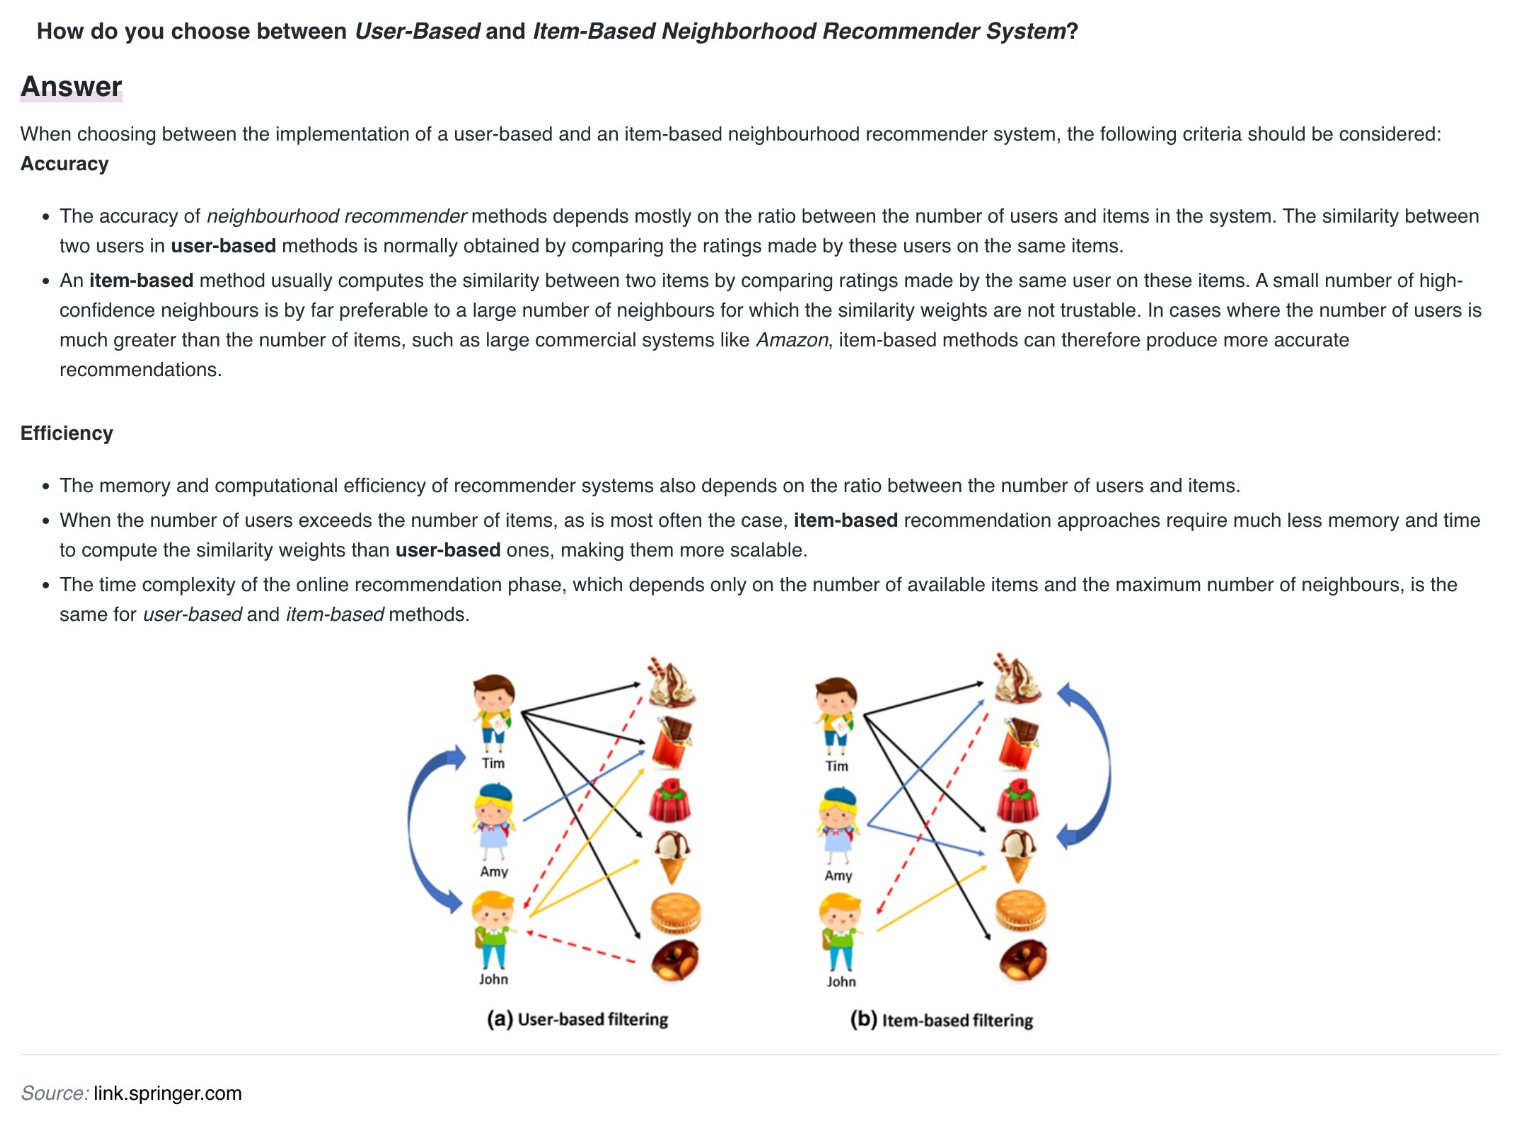 How do you choose between User-Based and Item-Based Neighborhood Recommender System?
Answer
When choosing between the implementation of a user-based and an item-based neighbourhood recommender system, the following criteria should be considered:
Accuracy
• The accuracy of neighbourhood recommender methods depends mostly on the ratio between the number of users and items in the system. The similarity between
two users in user-based methods is normally obtained by comparing the ratings made by these users on the same items.
• An item-based method usually computes the similarity between two items by comparing ratings made by the same user on these items. A small number of high-
confidence neighbours is by far preferable to a large number of neighbours for which the similarity weights are not trustable. In cases where the number of users is
much greater than the number of items, such as large commercial systems like Amazon, item-based methods can therefore produce more accurate
recommendations.
Efficiency
• The memory and computational efficiency of recommender systems also depends on the ratio between the number of users and items.
• When the number of users exceeds the number of items, as is most often the case, item-based recommendation approaches require much less memory and time
to compute the similarity weights than user-based ones, making them more scalable.
• The time complexity of the online recommendation phase, which depends only on the number of available items and the maximum number of neighbours, is the
same for user-based and item-based methods.
Tim
Amy
John
(a) User-based filtering
Tim
Amy
John
(b) Item-based filtering
Source: link.springer.com